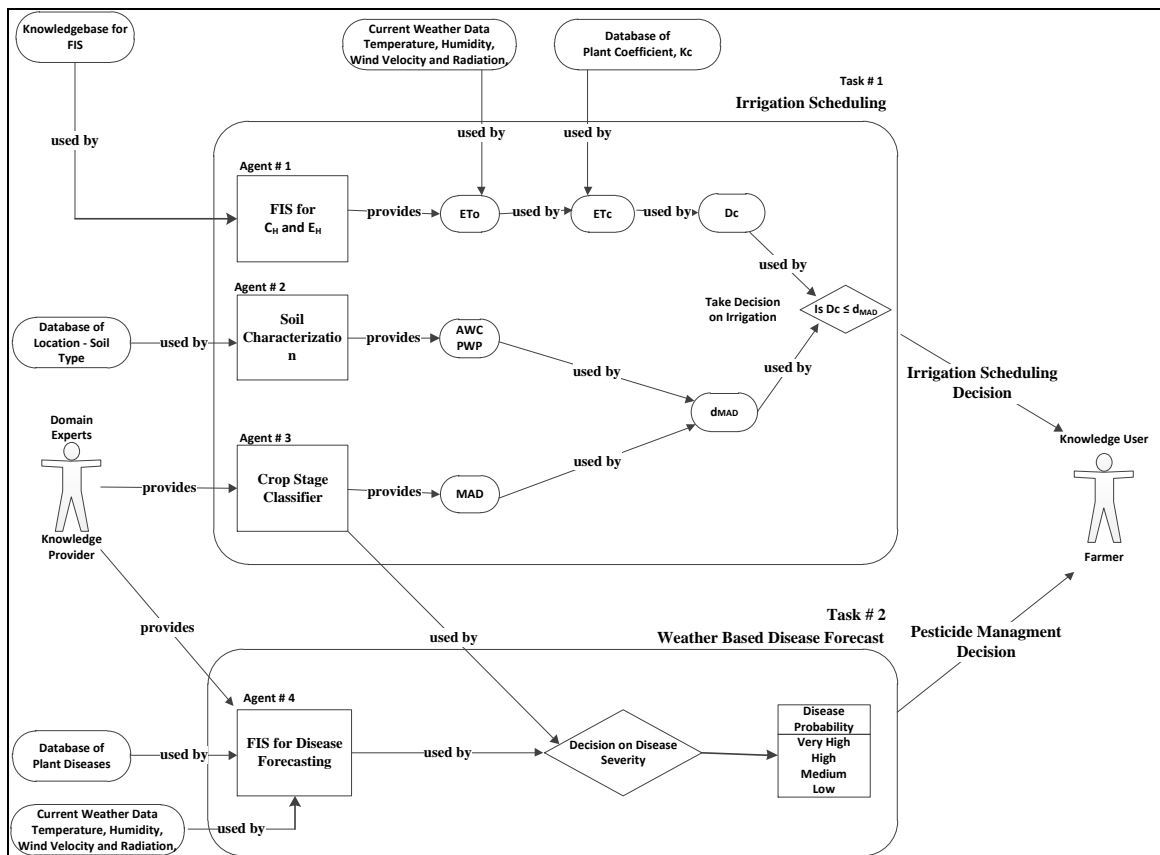 Knowledgebase for
FIS
Current Weather Data
Temperature, Humidity,
Wind Velocity and Radiation,
Database of
Plant Coefficient, Kc
Task # 1
Irrigation Scheduling
used by
used by
used by
Agent # 1
FIS for
CH and EH
provides
ETo
used by
ETc
used by
Dc
used by
Agent # 2
Soil
Characterizatio
n
Database of
Location - Soil
Type
used by
provides
AWC
PWP
used by
Take Decision
on Irrigation
Is Dc ≤ dMAD
used by
dMAD
Irrigation Scheduling
Decision
Domain
Experts
Knowledge
Provider
provides
Agent # 3
Crop Stage
Classifier
provides
MAD
used by
Knowledge User
Farmer
provides
used by
Task # 2
Weather Based Disease Forecast
Pesticide Managment
Decision
Agent # 4
FIS for Disease
Forecasting
Database of
Plant Diseases
used by
used by
Decision on Disease
Severity
Disease
Probability
Very High
High
Medium
Low
Current Weather Data
Temperature, Humidity,
Wind Velocity and Radiation,
used by